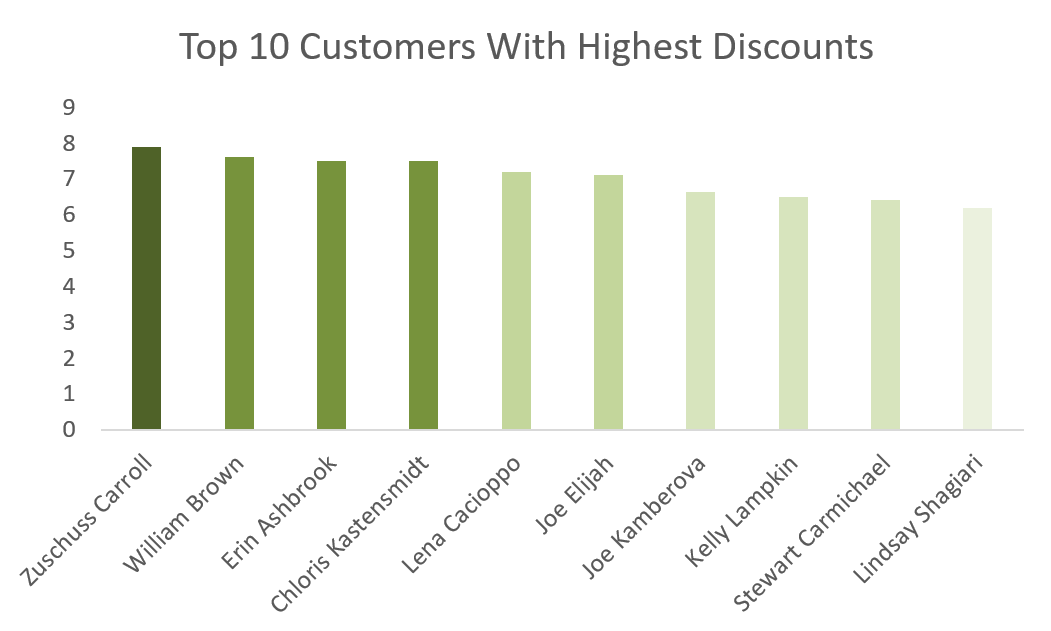 Top 10 Customers With Highest Discounts
9
8
7
6
5
4
3
2
1
0
Zuschuss Carroll
William Brown
Erin Ashbrook
Chloris Kastensmidt
Lena Cacioppo
Joe Elijah
Joe Kamberova
Kelly Lampkin
Stewart Carmichael
Lindsay Shagiari